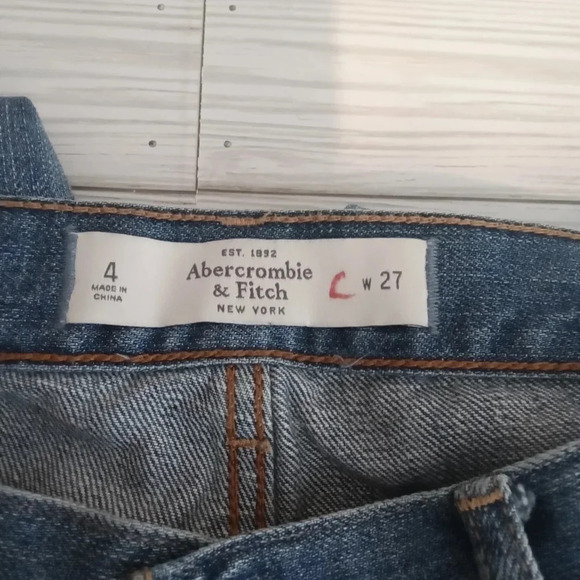 4
MADE IN
CHINA
EST. 1892
Abercrombie
& Fitch
NEW YORK
C
W 27